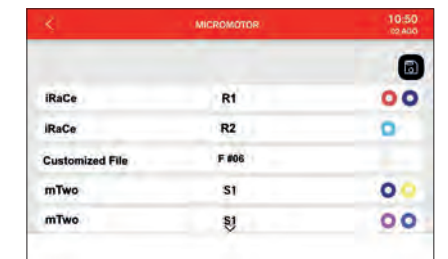 MICROMOTOR 10:50
02 AGO
iRaCe R1
iRaCe R2
Customized File F #06
mTwo S1
mTwo S1